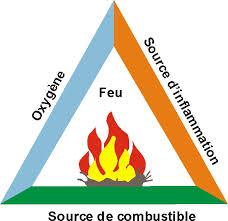 Oxygène
Source d'inflammation
Feu
Source de combustible